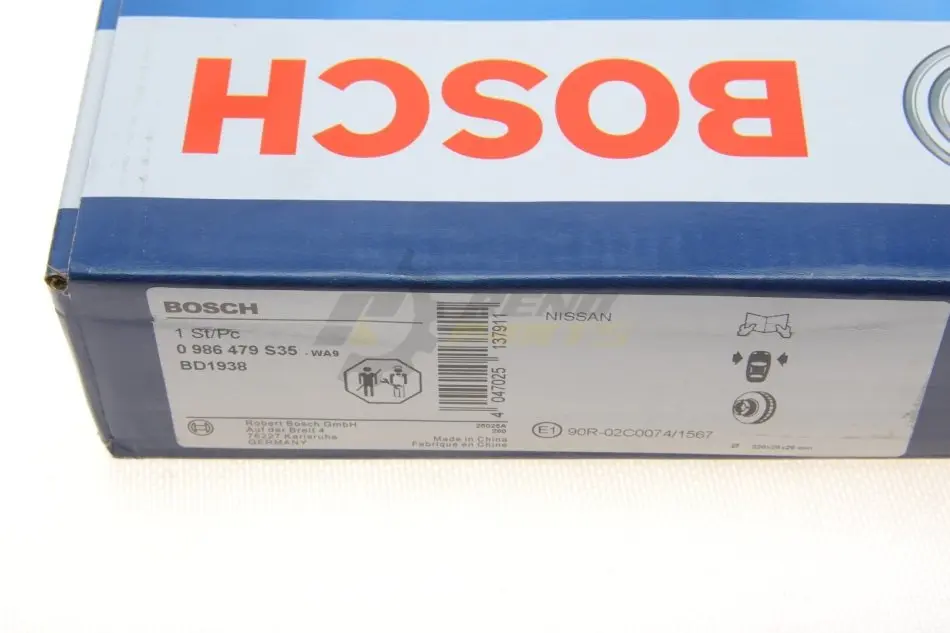 BOSCH
BOSCH
1 St/Pc
0 986 479 S35 . WA9
BD1938
4 047025 137911
NISSAN
Robert Bosch GmbH
Auf der Breit 4
76227 Karlsruhe
GERMANY
Made in China
Fabriqué en Chine
E1 90R-02C0074/1567